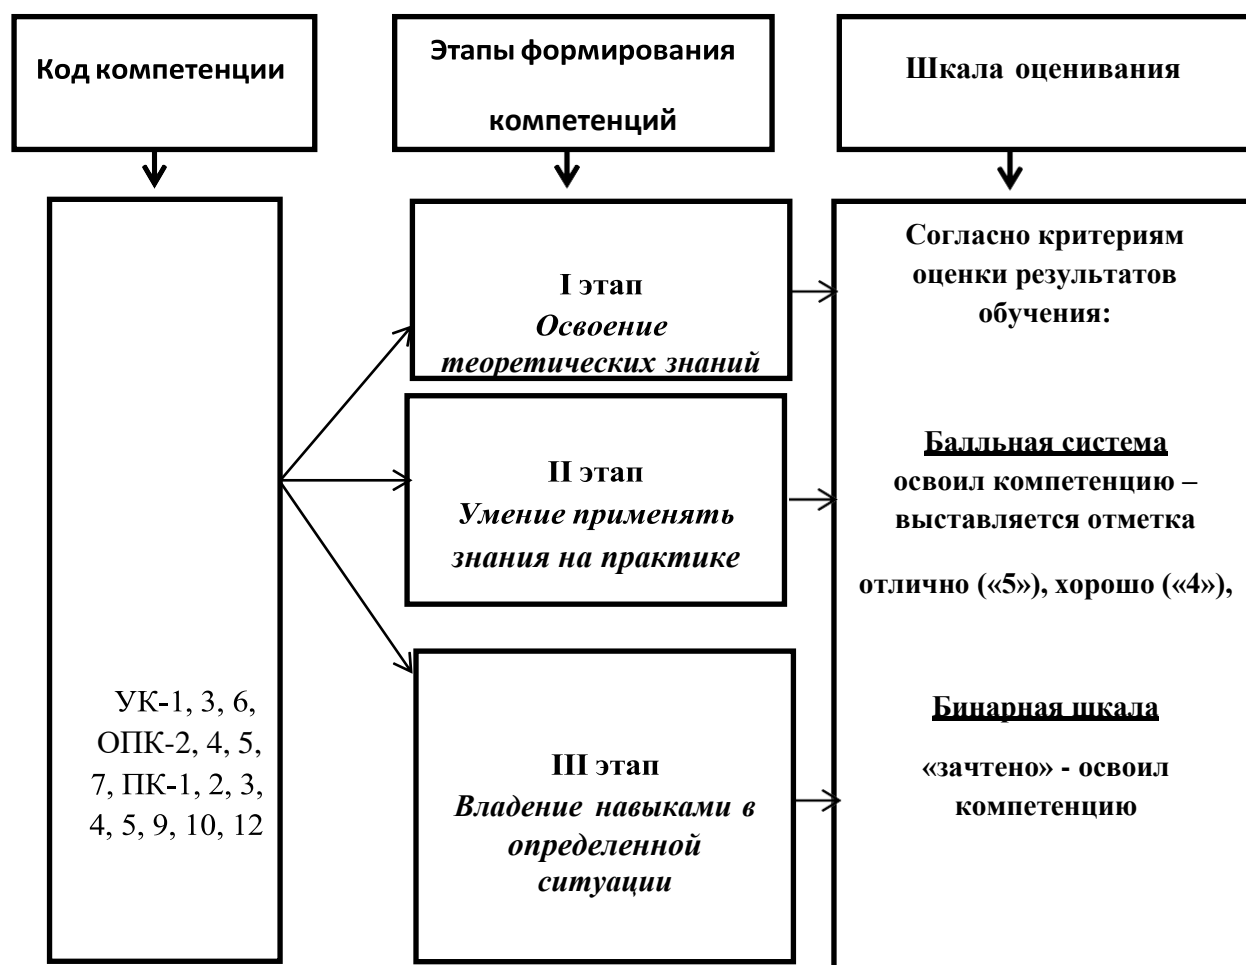 Код компетенции
Этапы формирования
компетенций
Шкала оценивания
УК-1, 3, 6,
ОПК-2, 4, 5,
7, ПК-1, 2, 3,
4, 5, 9, 10, 12
I этап
Освоение
теоретических знаний
II этап
Умение применять
знания на практике
III этап
Владение навыками в
определенной
ситуации
Согласно критериям
оценки результатов
обучения:
Балльная система
освоил компетенцию –
выставляется отметка
отлично («5»), хорошо («4»),
Бинарная шкала
«зачтено» - освоил
компетенцию